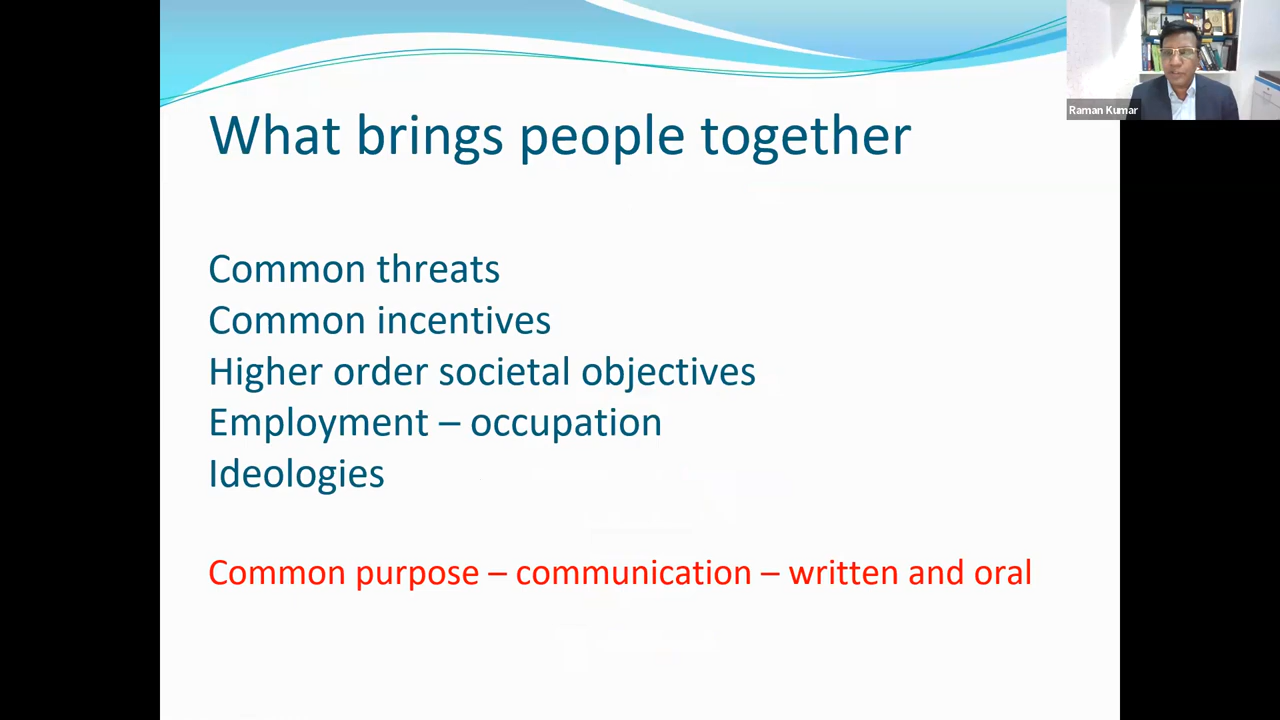 Raman Kumar
What brings people together
Common threats
Common incentives
Higher order societal objectives
Employment – occupation
Ideologies
Common purpose – communication – written and oral